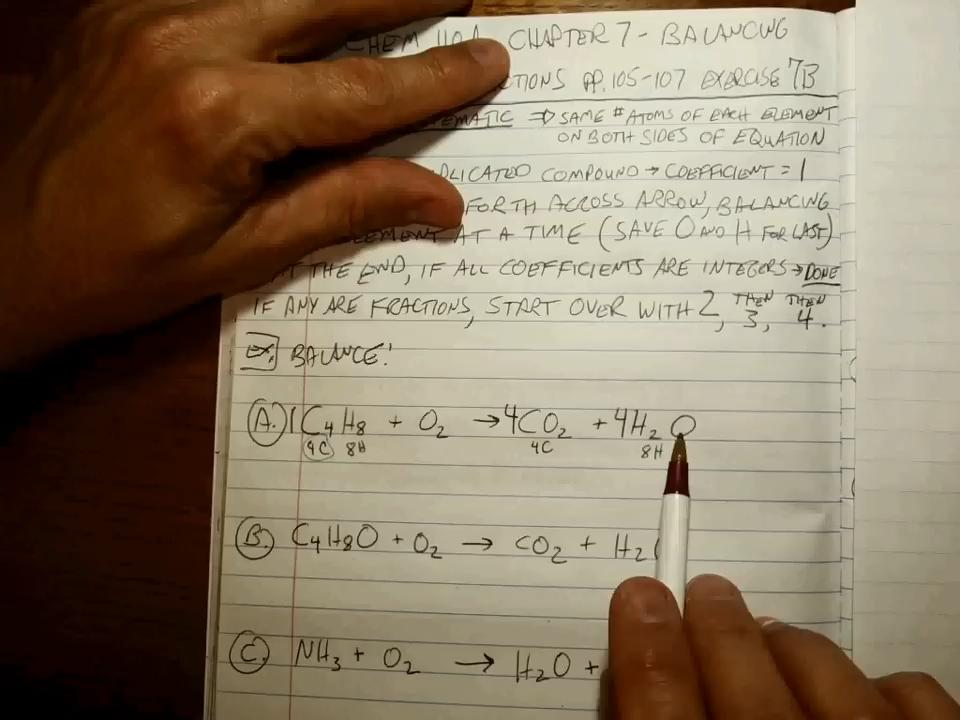 CHEM 110A CHAPTER 7 - BALANCING
PP. 105-107 EXERCISE 7B
⇒ SAME # ATOMS OF EACH ELEMENT
ON BOTH SIDES OF EQUATION
COMPOUND → COEFFICIENT = 1
FORTH ACROSS ARROW, BALANCING
ELEMENT AT A TIME (SAVE O AND H FOR LAST)
THE END, IF ALL COEFFICIENTS ARE INTEGERS → DONE
IF ANY ARE FRACTIONS, START OVER WITH 2, THEN 3, THEN 4.
EX. BALANCE:
A. 1C₄H₈ + O₂ → 4CO₂ + 4H₂O
4C 8H 4C 8H
B. C₄H₈O + O₂ → CO₂ + H₂
C. NH₃ + O₂ → H₂O +